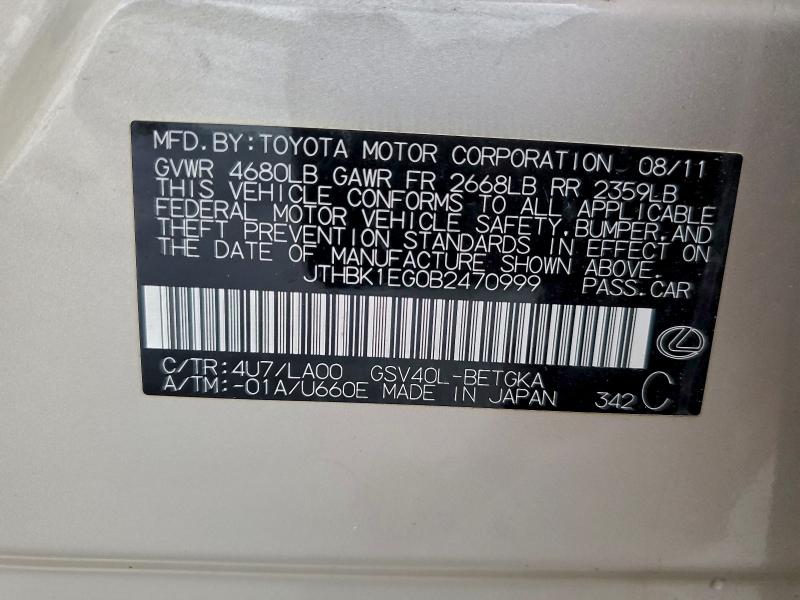 MFD.BY:TOYOTA MOTOR CORPORATION 08/11
GVWR 4680LB GAWR FR 2668LB RR 2359LB
THIS VEHICLE CONFORMS TO ALL APPLICABLE
FEDERAL MOTOR VEHICLE SAFETY,BUMPER,AND
THEFT PREVENTION STANDARDS IN EFFECT ON
THE DATE OF MANUFACTURE SHOWN ABOVE.
JTHBK1EG0B2470999 PASS.CAR
C/TR:4U7/LA00 GSV40L-BETGKA
A/TM:-01A/U660E MADE IN JAPAN 342 C